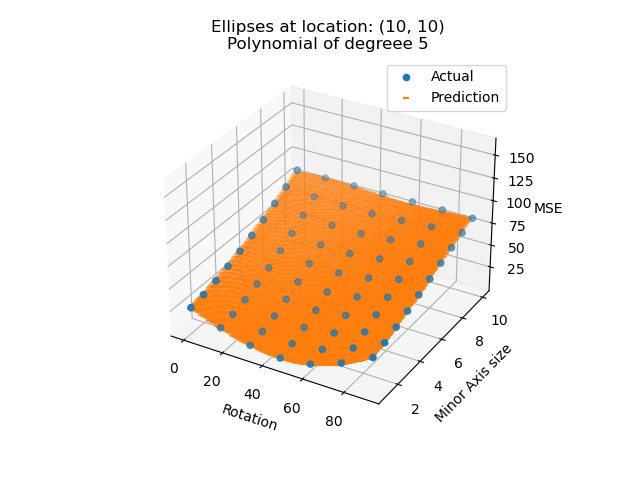 Ellipses at location: (10, 10)
Polynomial of degreee 5
Actual
Prediction
150
125
100
75
50
25
MSE
0
20
40
60
80
Rotation
2
4
6
8
10
Minor Axis size